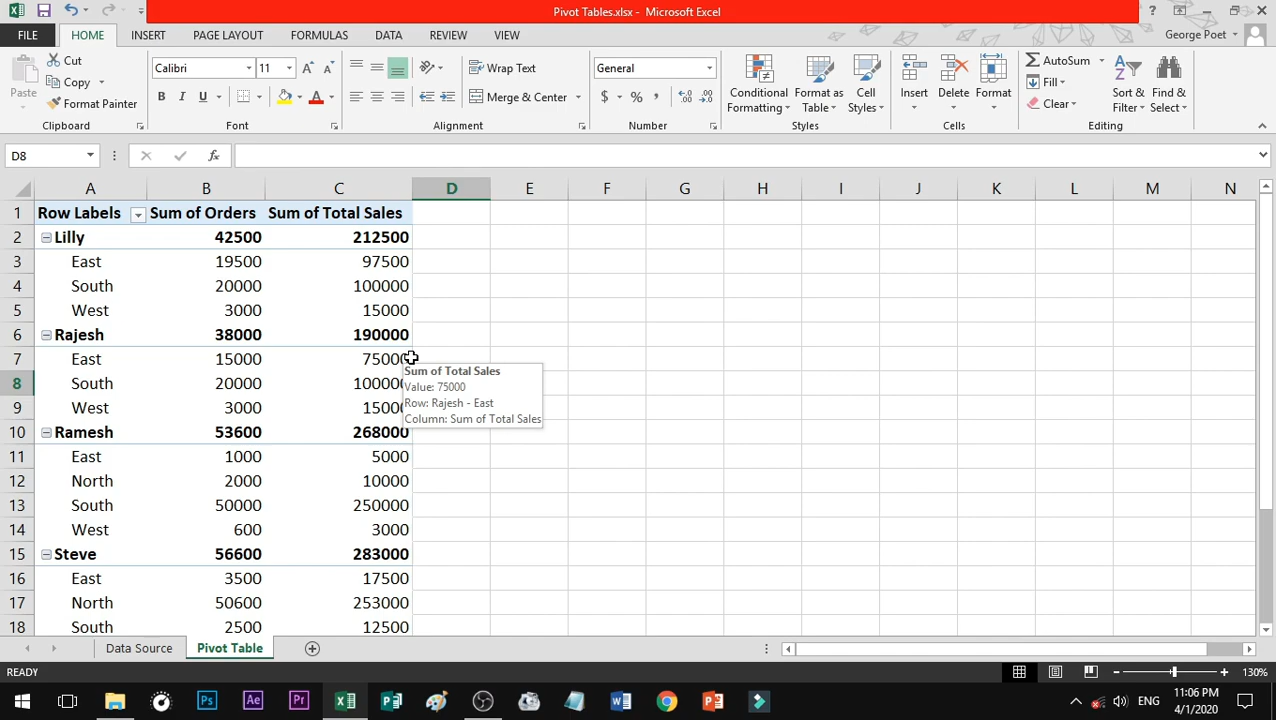 Pivot Tables.xlsx - Microsoft Excel
?
FILE HOME INSERT PAGE LAYOUT FORMULAS DATA REVIEW VIEW George Poet
Paste
Cut
Copy
Format Painter
Clipboard
Calibri 11
B I U
Font
Wrap Text
Merge & Center
Alignment
General
$ % ,
Number
Conditional Formatting
Format as Table
Cell Styles
Styles
Insert Delete Format
Cells
AutoSum
Fill
Clear
Sort & Filter
Find & Select
Editing
D8 fx
A B C D E F G H I J K L M N
1 Row Labels Sum of Orders Sum of Total Sales
2 Lilly 42500 212500
3 East 19500 97500
4 South 20000 100000
5 West 3000 15000
6 Rajesh 38000 190000
7 East 15000 75000
8 South 20000 100000
9 West 3000 15000
10 Ramesh 53600 268000
11 East 1000 5000
12 North 2000 10000
13 South 50000 250000
14 West 600 3000
15 Steve 56600 283000
16 East 3500 17500
17 North 50600 253000
18 South 2500 12500
Sum of Total Sales
Value: 75000
Row: Rajesh - East
Column: Sum of Total Sales
Data Source Pivot Table
READY 130%
Ps Ae Pr
ENG
11:06 PM
4/1/2020